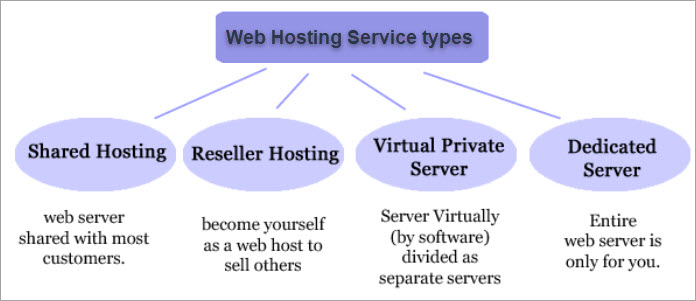 Web Hosting Service types
Shared Hosting
web server
shared with most
customers.
Reseller Hosting
become yourself
as a web host to
sell others
Virtual Private
Server
Server Virtually
(by software)
divided as
separate servers
Dedicated
Server
Entire
web server is
only for you.